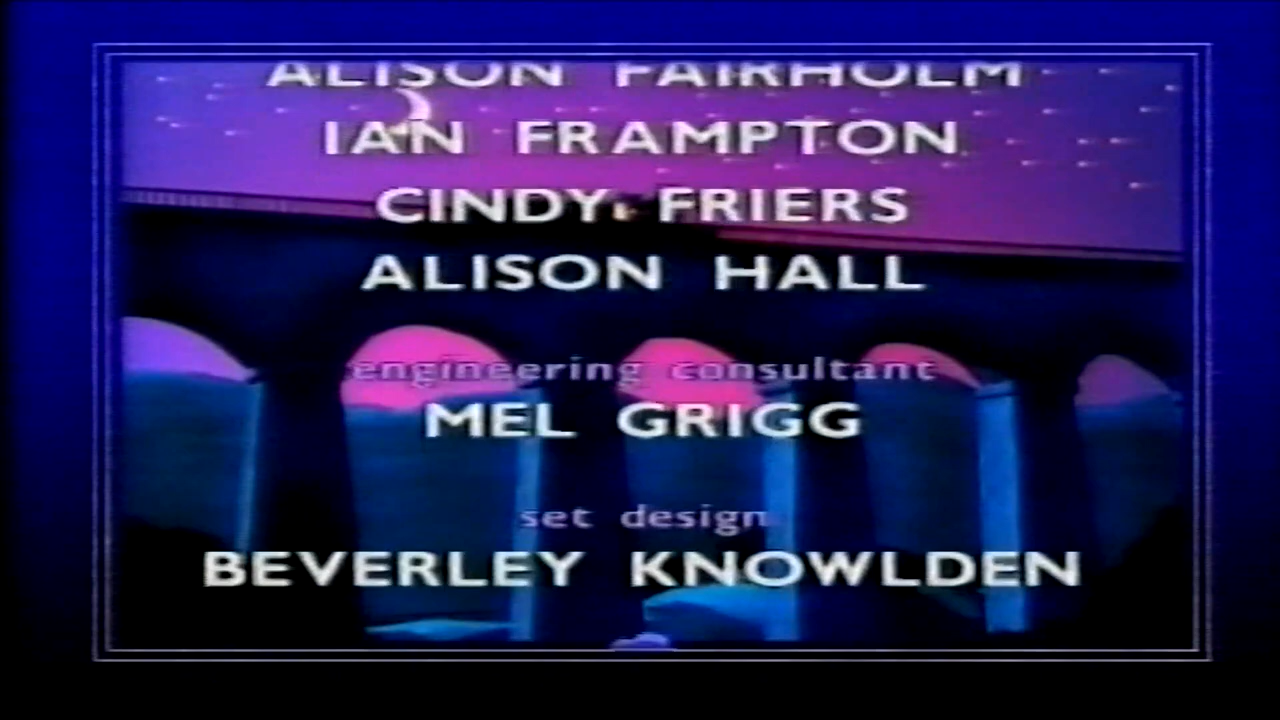 ALISON FAIRHOLM
IAN FRAMPTON
CINDY FRIERS
ALISON HALL
engineering consultant
MEL GRIGG
set design
BEVERLEY KNOWLDEN